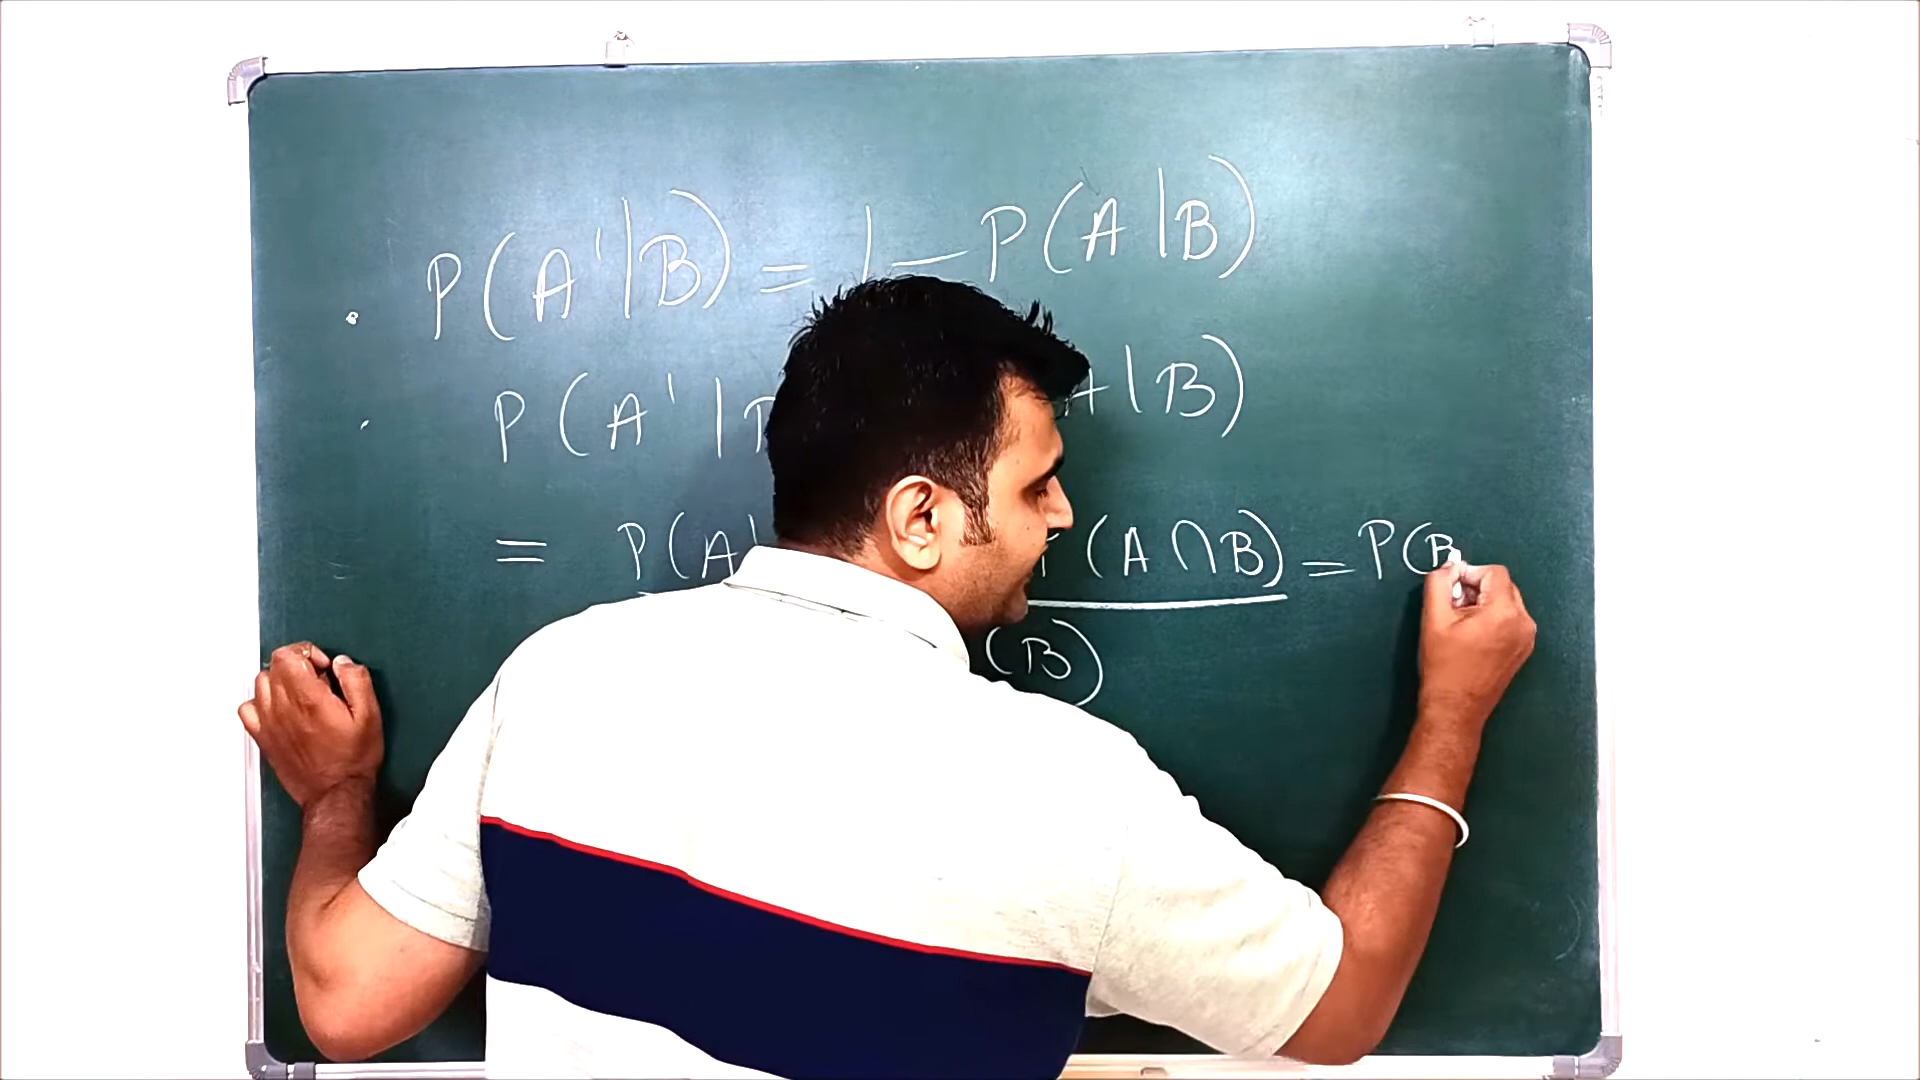 P(A'|B) = 1 - P(A|B)
P(A'| A|B)
= P(A' (A∩B) = P(B
(B)